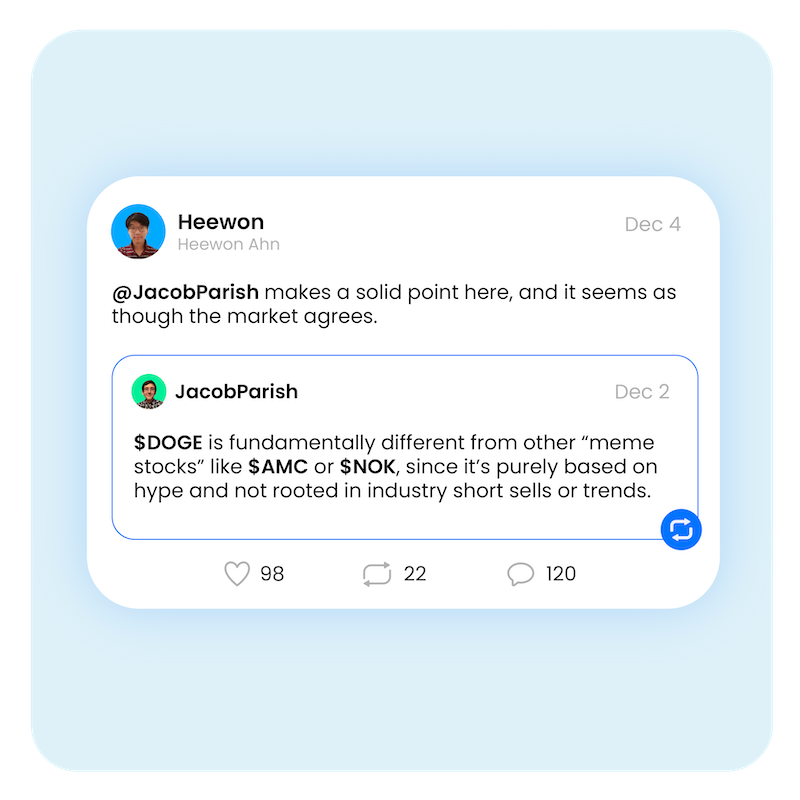 Heewon
Dec 4
Heewon Ahn
@JacobParish makes a solid point here, and it seems as
though the market agrees.
JacobParish
Dec 2
$DOGE is fundamentally different from other “meme
stocks” like $AMC or $NOK, since it’s purely based on
hype and not rooted in industry short sells or trends.
98
22
120